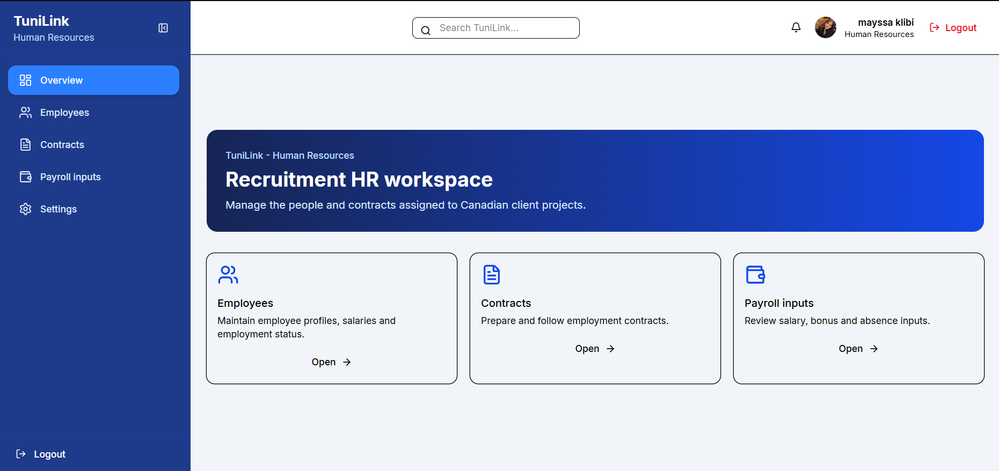 TuniLink
Human Resources
Search TuniLink...
mayssa klibi
Human Resources
Logout
Overview
Employees
Contracts
Payroll inputs
Settings
Logout
TuniLink - Human Resources
Recruitment HR workspace
Manage the people and contracts assigned to Canadian client projects.
Employees
Maintain employee profiles, salaries and
employment status.
Open
Contracts
Prepare and follow employment contracts.
Open
Payroll inputs
Review salary, bonus and absence inputs.
Open